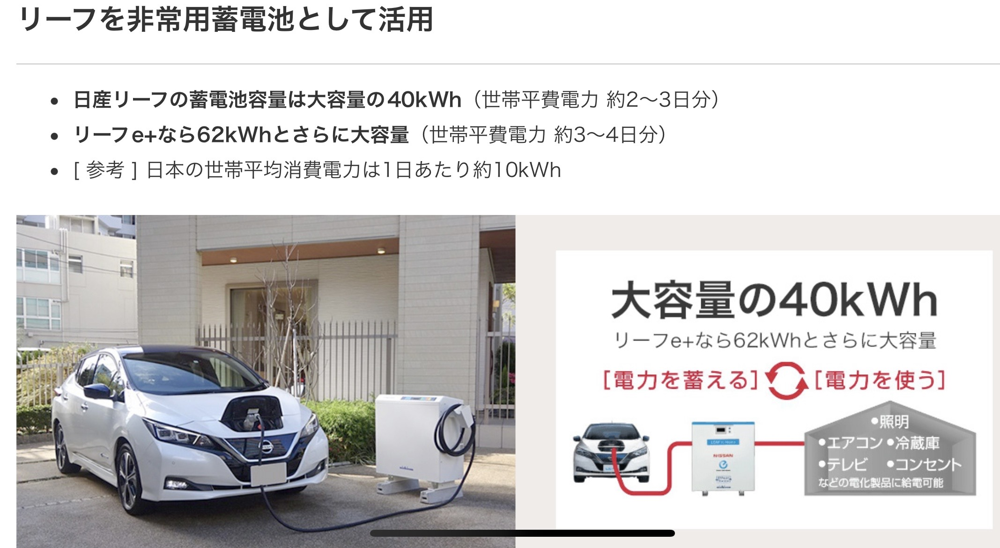 リーフを非常用蓄電池として活用
• 日産リーフの蓄電池容量は大容量の40kWh（世帯平費電力 約2〜3日分）
• リーフe+なら62kWhとさらに大容量（世帯平費電力 約3〜4日分）
• [ 参考 ] 日本の世帯平均消費電力は1日あたり約10kWh
大容量の40kWh
リーフe+なら62kWhとさらに大容量
[電力を蓄える] [電力を使う]
•照明
•エアコン •冷蔵庫
•テレビ •コンセント
などの電化製品に給電可能
LEAF to Home
NISSAN
nichicon
nichicon